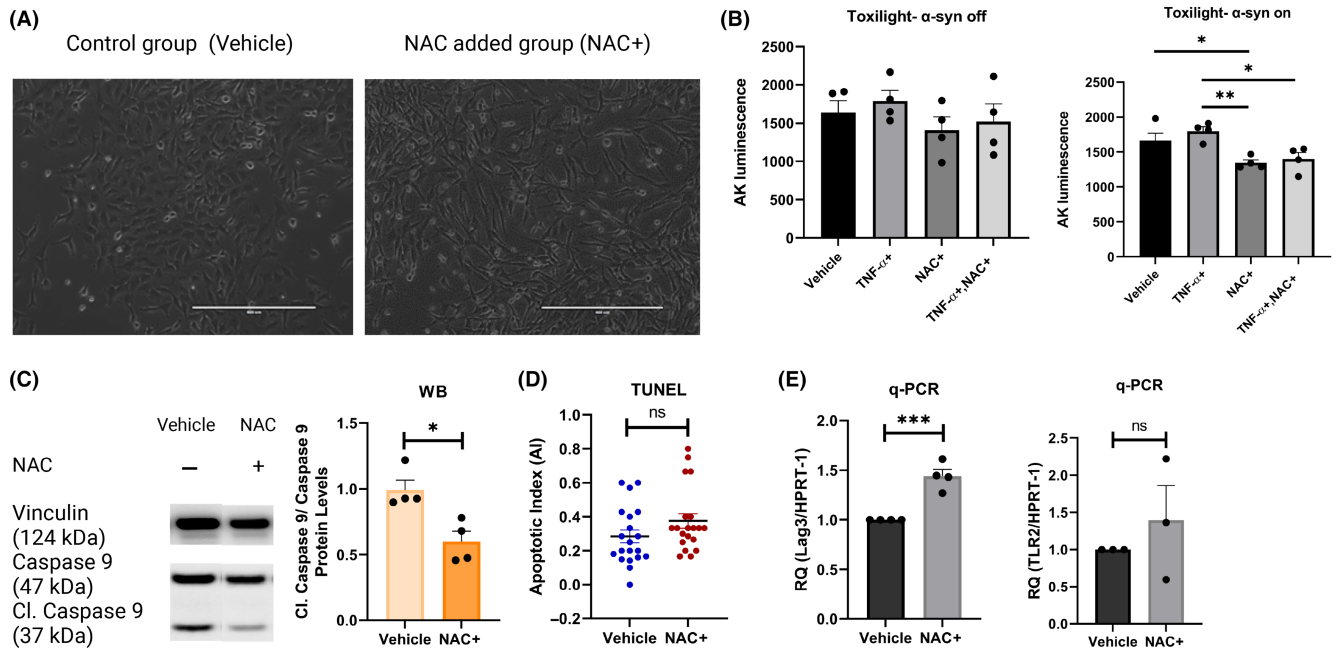 (A)
Control group (Vehicle)
NAC added group (NAC+)
(B)
Toxilight- α-syn off
AK luminescence
2500
2000
1500
1000
500
0
Vehicle
TNF-α+
NAC+
TNF-α+,NAC+
Toxilight- α-syn on
AK luminescence
2500
2000
1500
1000
500
0
*
*
**
Vehicle
TNF-α+
NAC+
TNF-α+,NAC+
(C)
Vehicle NAC
NAC – +
Vinculin
(124 kDa)
Caspase 9
(47 kDa)
Cl. Caspase 9
(37 kDa)
WB
Cl. Caspase 9/ Caspase 9
Protein Levels
1.5
1.0
0.5
0.0
*
Vehicle NAC+
(D)
TUNEL
Apoptotic Index (AI)
1.0
0.8
0.6
0.4
0.2
0.0
–0.2
ns
Vehicle NAC+
(E)
q-PCR
RQ (Lag3/HPRT-1)
2.0
1.5
1.0
0.5
0.0
***
Vehicle NAC+
q-PCR
RQ (TLR2/HPRT-1)
2.5
2.0
1.5
1.0
0.5
0.0
ns
Vehicle NAC+